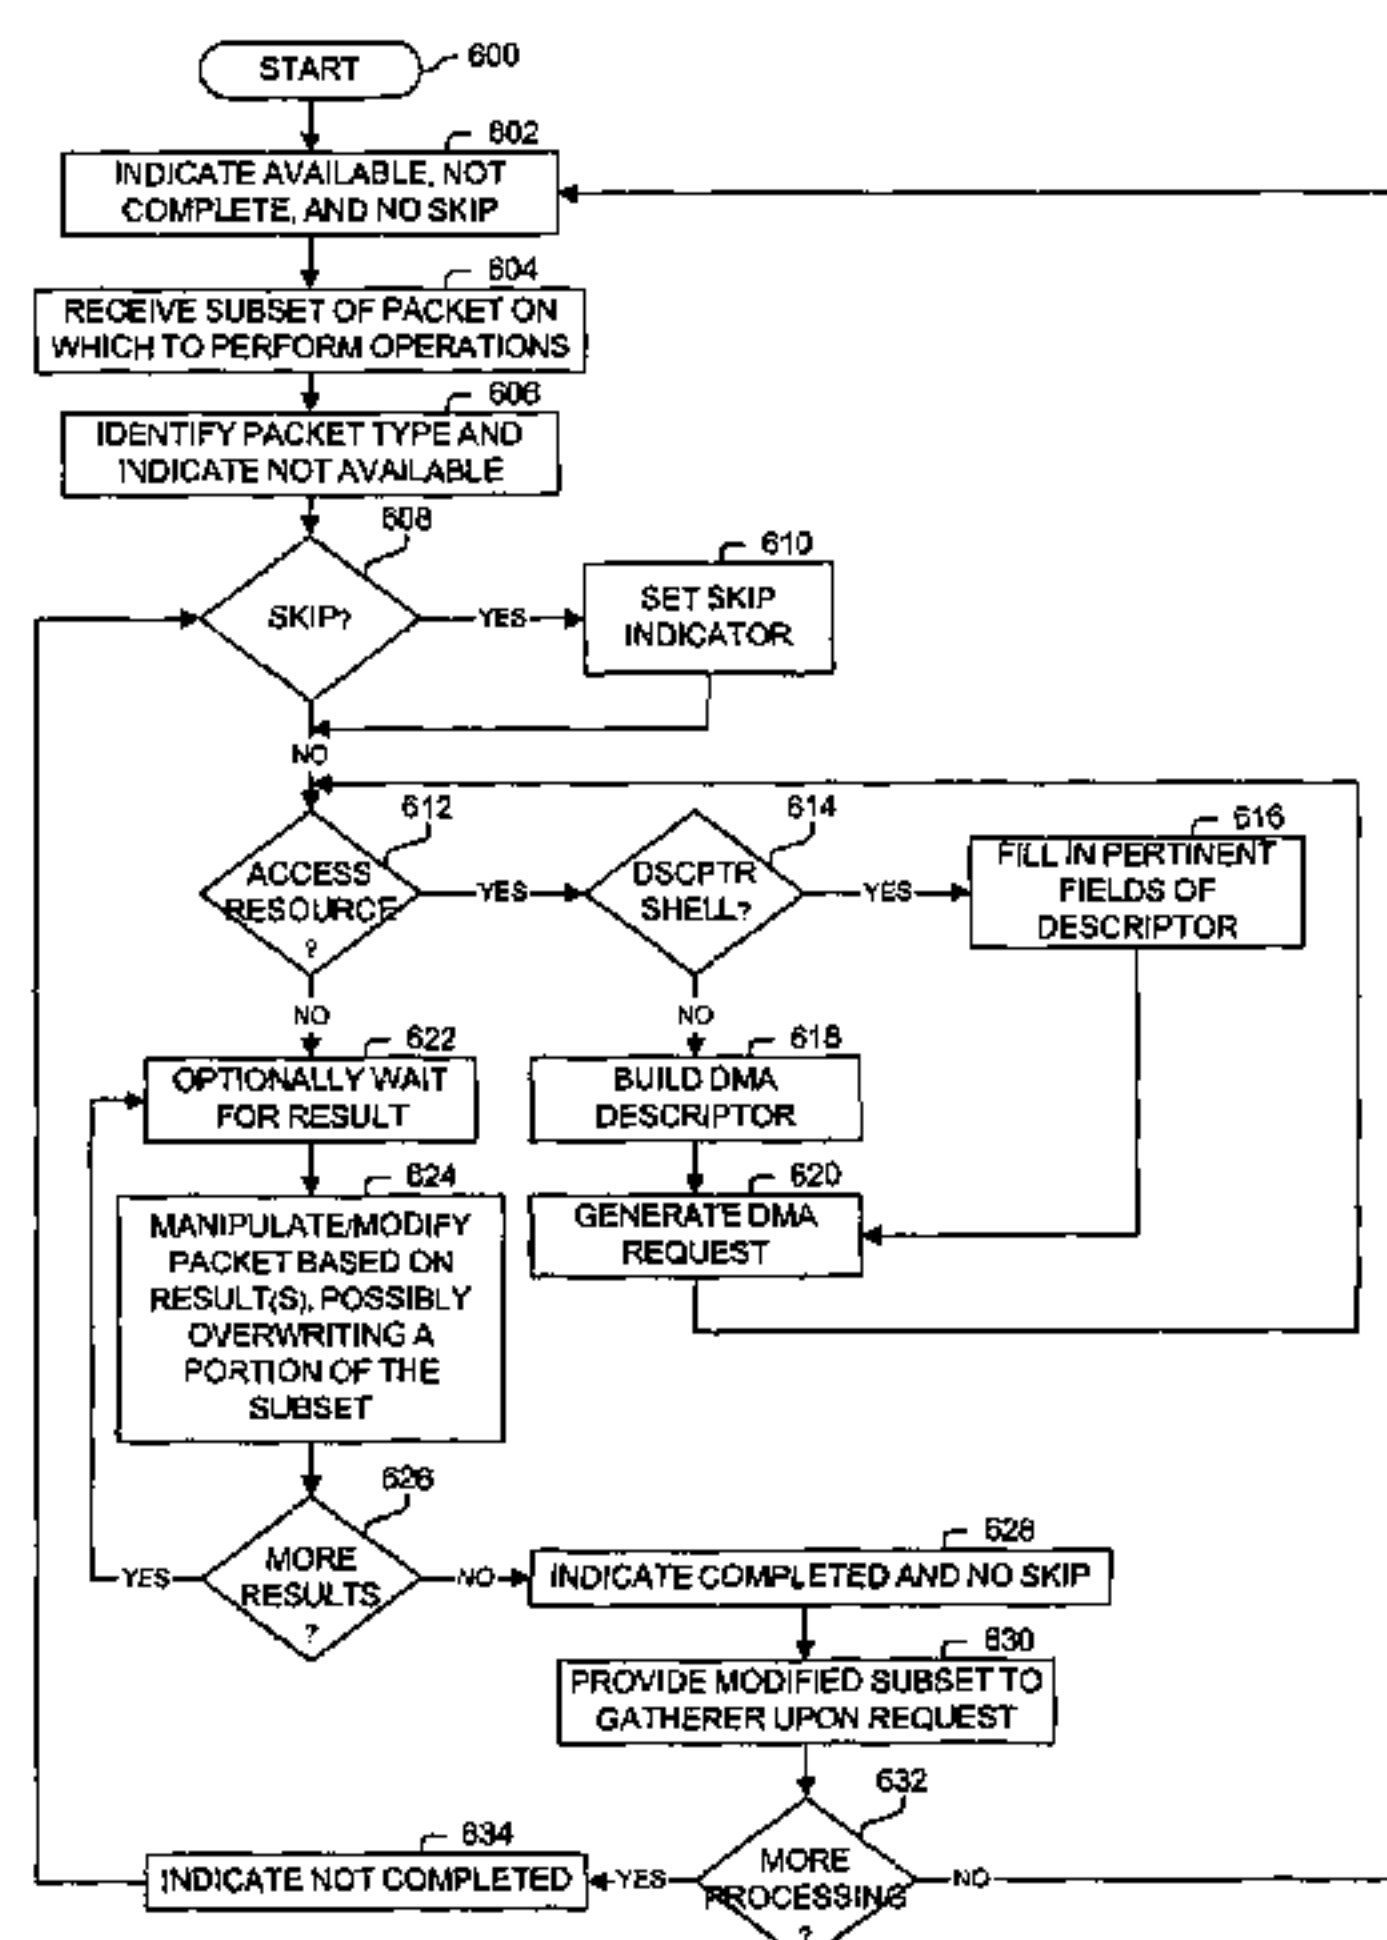 START
600
602
INDICATE AVAILABLE, NOT
COMPLETE, AND NO SKIP
604
RECEIVE SUBSET OF PACKET ON
WHICH TO PERFORM OPERATIONS
606
IDENTIFY PACKET TYPE AND
INDICATE NOT AVAILABLE
608
SKIP?
YES
610
SET SKIP
INDICATOR
NO
612
ACCESS
RESOURCE
?
YES
614
DSCPTR
SHELL?
YES
616
FILL IN PERTINENT
FIELDS OF
DESCRIPTOR
NO
NO
622
OPTIONALLY WAIT
FOR RESULT
618
BUILD DMA
DESCRIPTOR
624
MANIPULATE/MODIFY
PACKET BASED ON
RESULT(S), POSSIBLY
OVERWRITING A
PORTION OF THE
SUBSET
620
GENERATE DMA
REQUEST
626
MORE
RESULTS
?
YES
NO
628
INDICATE COMPLETED AND NO SKIP
630
PROVIDE MODIFIED SUBSET TO
GATHERER UPON REQUEST
632
MORE
PROCESSING
?
YES
NO
634
INDICATE NOT COMPLETED